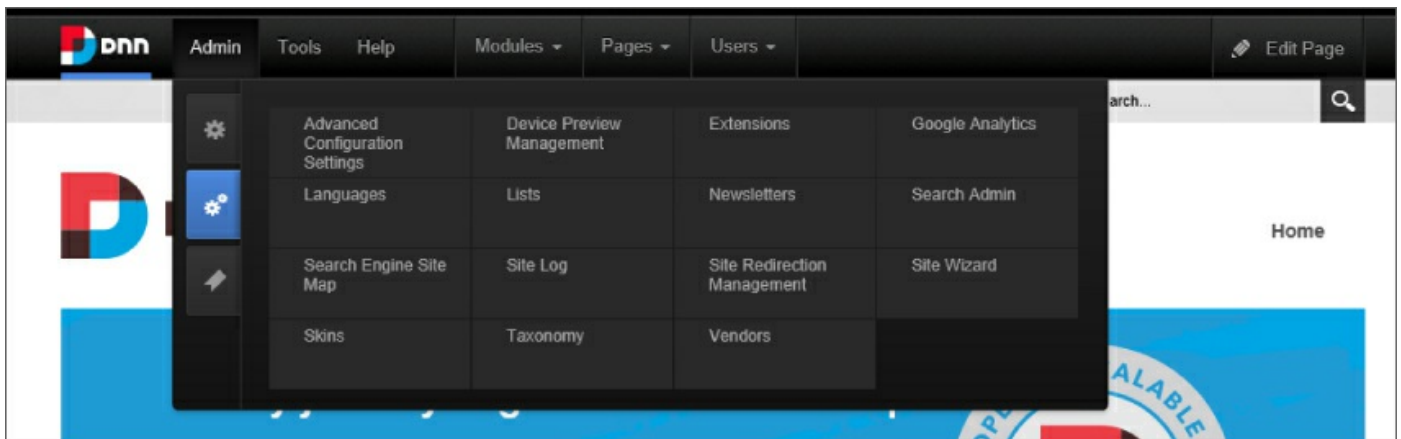 DNN Admin Tools Help Modules Pages Users Edit Page
arch...
Advanced Configuration Settings Device Preview Management Extensions Google Analytics
Languages Lists Newsletters Search Admin
Home
Search Engine Site Map Site Log Site Redirection Management Site Wizard
Skins Taxonomy Vendors
ALABLE